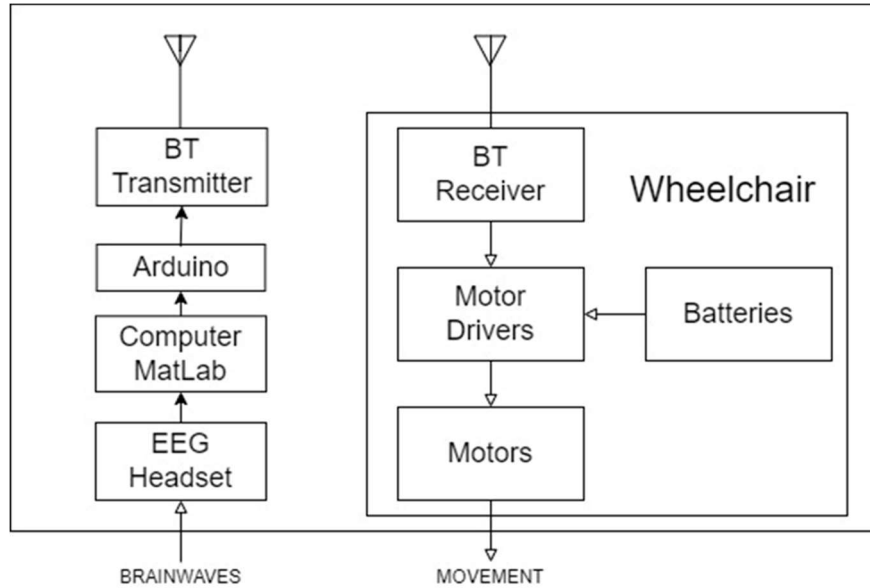 BT
Transmitter
Arduino
Computer
MatLab
EEG
Headset
BRAINWAVES
Wheelchair
BT
Receiver
Motor
Drivers
Batteries
Motors
MOVEMENT